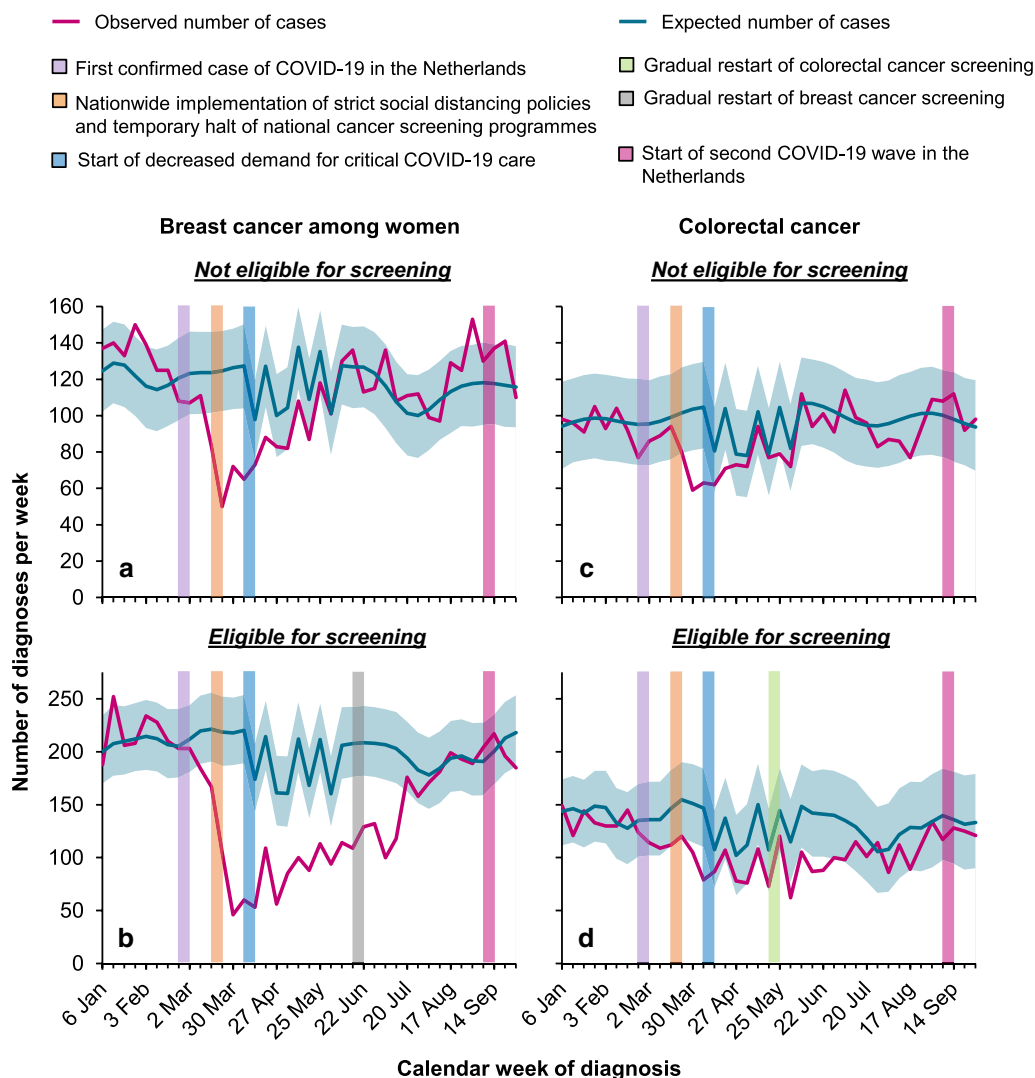 Observed number of cases
Expected number of cases
First confirmed case of COVID-19 in the Netherlands
Gradual restart of colorectal cancer screening
Nationwide implementation of strict social distancing policies
and temporary halt of national cancer screening programmes
Gradual restart of breast cancer screening
Start of decreased demand for critical COVID-19 care
Start of second COVID-19 wave in the
Netherlands
Breast cancer among women
Colorectal cancer
Not eligible for screening
Not eligible for screening
160
140
120
100
80
60
40
20
0
a
c
Number of diagnoses per week
Eligible for screening
Eligible for screening
250
200
150
100
50
0
b
d
6 Jan
3 Feb
2 Mar
30 Mar
27 Apr
25 May
22 Jun
20 Jul
17 Aug
14 Sep
6 Jan
3 Feb
2 Mar
30 Mar
27 Apr
25 May
22 Jun
20 Jul
17 Aug
14 Sep
Calendar week of diagnosis